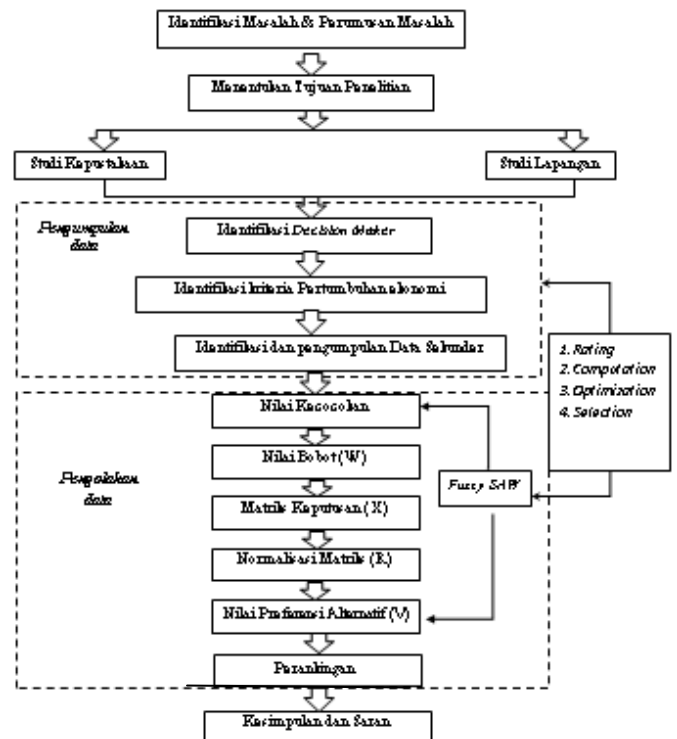 Identifikasi Masalah & Perumusan Masalah
Menentukan Tujuan Penelitian
Studi Kepustakaan
Studi Lapangan
Pengumpulan
data
Identifikasi Decision Maker
Identifikasi kriteria Pertumbuhan ekonomi
Identifikasi dan pengumpulan Data Sekunder
1. Rating
2. Computation
3. Optimization
4. Selection
Nilai Kecocokan
Nilai Bobot (W)
Pengolahan
data
Fuzzy SAW
Matriks Keputusan (X)
Normalisasi Matriks (R)
Nilai Preferensi Alternatif (V)
Perankingan
Kesimpulan dan Saran